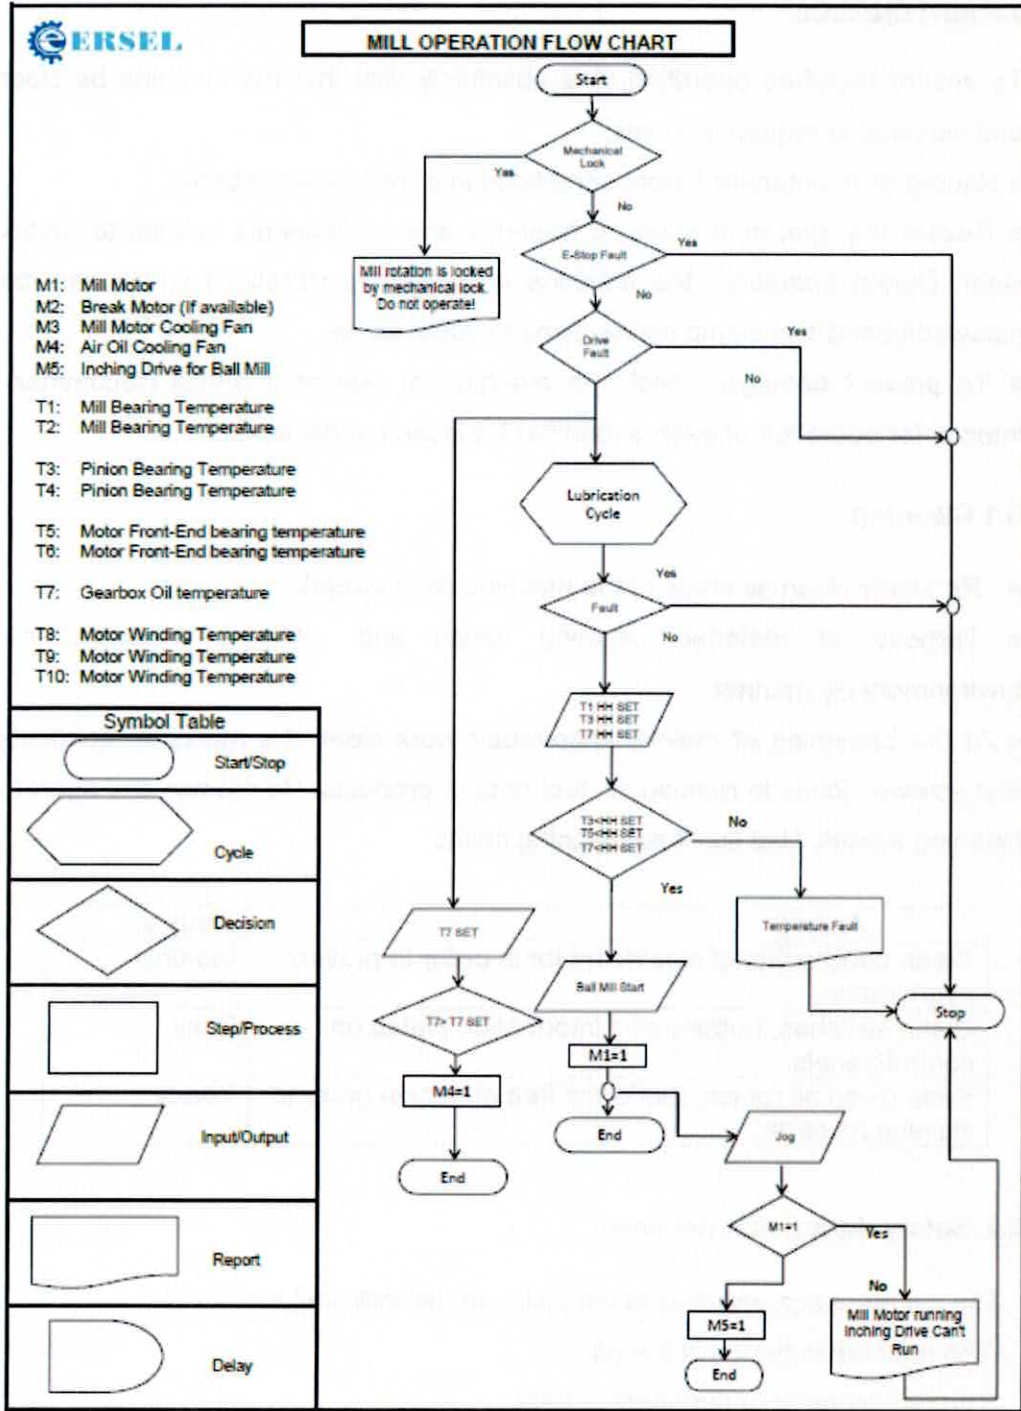 ERSEL
MILL OPERATION FLOW CHART
Start
Mechanical
Lock
Yes
No
E-Stop Fault
Yes
No
Mill rotation is locked
by mechanical lock.
Do not operate!
Drive
Fault
Yes
No
M1: Mill Motor
M2: Break Motor (If available)
M3 Mill Motor Cooling Fan
M4: Air Oil Cooling Fan
M5: Inching Drive for Ball Mill
T1: Mill Bearing Temperature
T2: Mill Bearing Temperature
T3: Pinion Bearing Temperature
T4: Pinion Bearing Temperature
T5: Motor Front-End bearing temperature
T6: Motor Front-End bearing temperature
T7: Gearbox Oil temperature
T8: Motor Winding Temperature
T9: Motor Winding Temperature
T10: Motor Winding Temperature
Lubrication
Cycle
Yes
Fault
No
T1 HH SET
T3 HH SET
T7 HH SET
T3<HH SET
T5<HH SET
T7<HH SET
No
Yes
Temperature Fault
T7 SET
Ball Mill Start
Stop
T7> T7 SET
M1=1
M4=1
End
End
Jog
M1=1
Yes
No
M5=1
Mill Motor running
Inching Drive Can't
Run
End
Symbol Table
Start/Stop
Cycle
Decision
Step/Process
Input/Output
Report
Delay